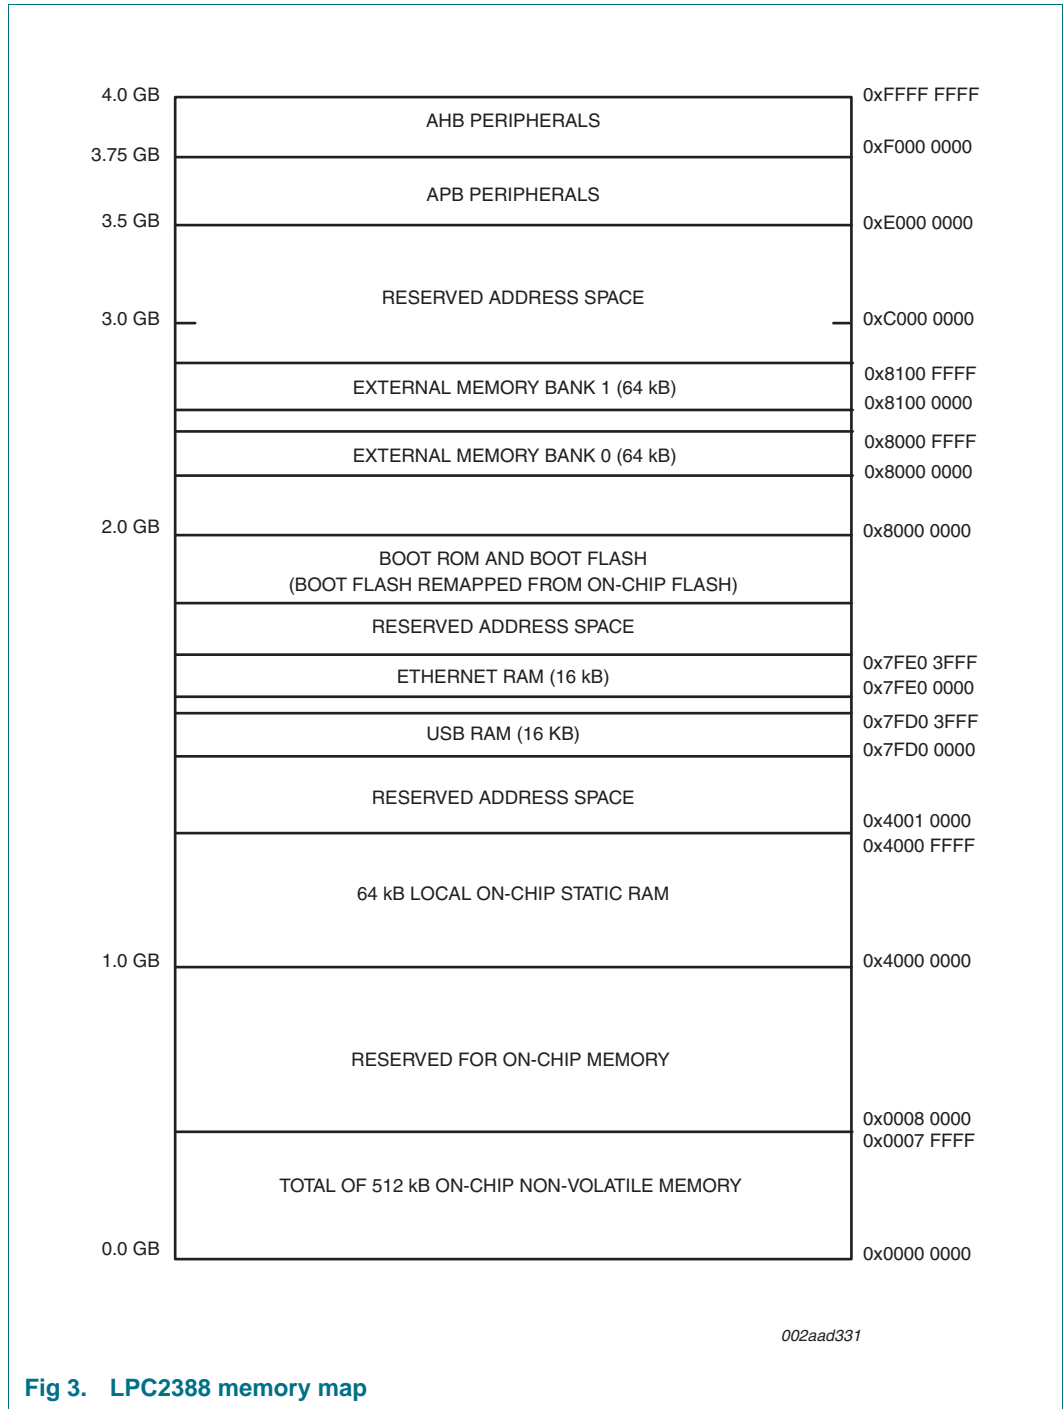 4.0 GB
0xFFFF FFFF
AHB PERIPHERALS
3.75 GB
0xF000 0000
APB PERIPHERALS
3.5 GB
0xE000 0000
RESERVED ADDRESS SPACE
3.0 GB
0xC000 0000
0x8100 FFFF
EXTERNAL MEMORY BANK 1 (64 kB)
0x8100 0000
0x8000 FFFF
EXTERNAL MEMORY BANK 0 (64 kB)
0x8000 0000
2.0 GB
0x8000 0000
BOOT ROM AND BOOT FLASH
(BOOT FLASH REMAPPED FROM ON-CHIP FLASH)
RESERVED ADDRESS SPACE
0x7FE0 3FFF
ETHERNET RAM (16 kB)
0x7FE0 0000
0x7FD0 3FFF
USB RAM (16 KB)
0x7FD0 0000
RESERVED ADDRESS SPACE
0x4001 0000
0x4000 FFFF
64 kB LOCAL ON-CHIP STATIC RAM
1.0 GB
0x4000 0000
RESERVED FOR ON-CHIP MEMORY
0x0008 0000
0x0007 FFFF
TOTAL OF 512 kB ON-CHIP NON-VOLATILE MEMORY
0.0 GB
0x0000 0000
002aad331
Fig 3. LPC2388 memory map